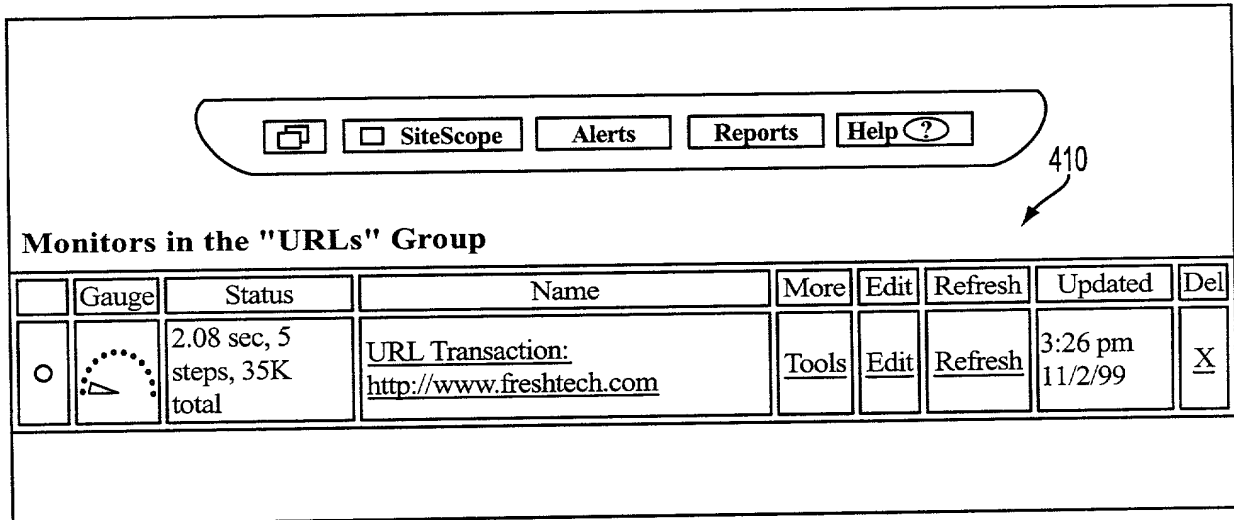 SiteScope Alerts Reports Help ?
410
Monitors in the "URLs" Group
Gauge Status Name More Edit Refresh Updated Del
2.08 sec, 5
steps, 35K
total
URL Transaction:
http://www.freshtech.com
Tools Edit Refresh
3:26 pm
11/2/99
X